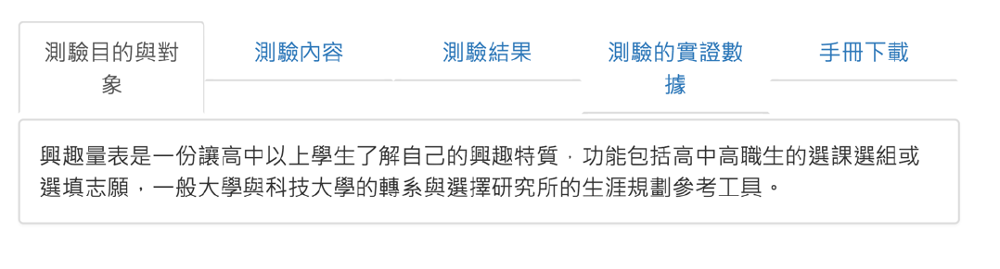 測驗目的與對
象
測驗內容
測驗結果
測驗的實證數
據
手冊下載
興趣量表是一份讓高中以上學生了解自己的興趣特質，功能包括高中高職生的選課選組或
選填志願，一般大學與科技大學的轉系與選擇研究所的生涯規劃參考工具。